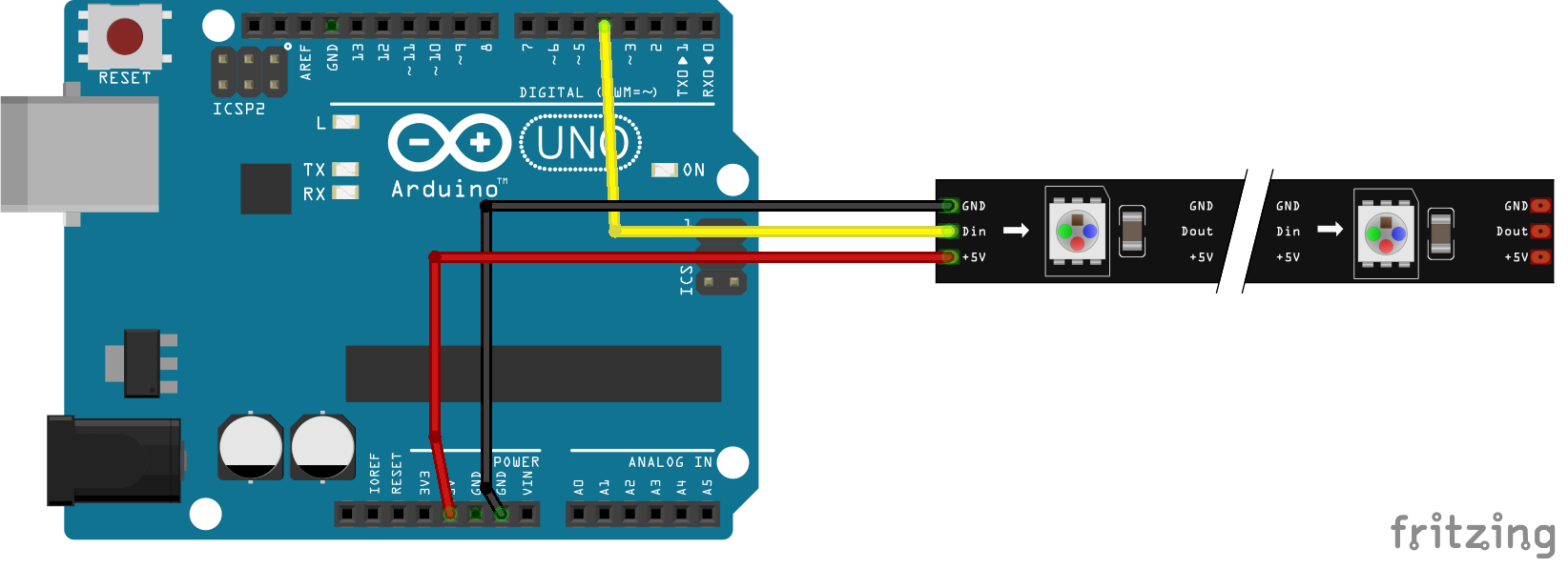 RESET
ICSP2
AREF
GND
13
12
~11
~10
~9
8
7
~6
~5
~3
2
TX0▶1
RX0◀0
DIGITAL (PWM=~)
L
TX
RX
UNO
ON
Arduino™
GND
Din
+5V
GND
Dout
+5V
GND
Din
+5V
GND
Dout
+5V
IOREF
RESET
3V3
5V
GND
GND
VIN
POWER
ANALOG IN
A0
A1
A2
A3
A4
A5
fritzing